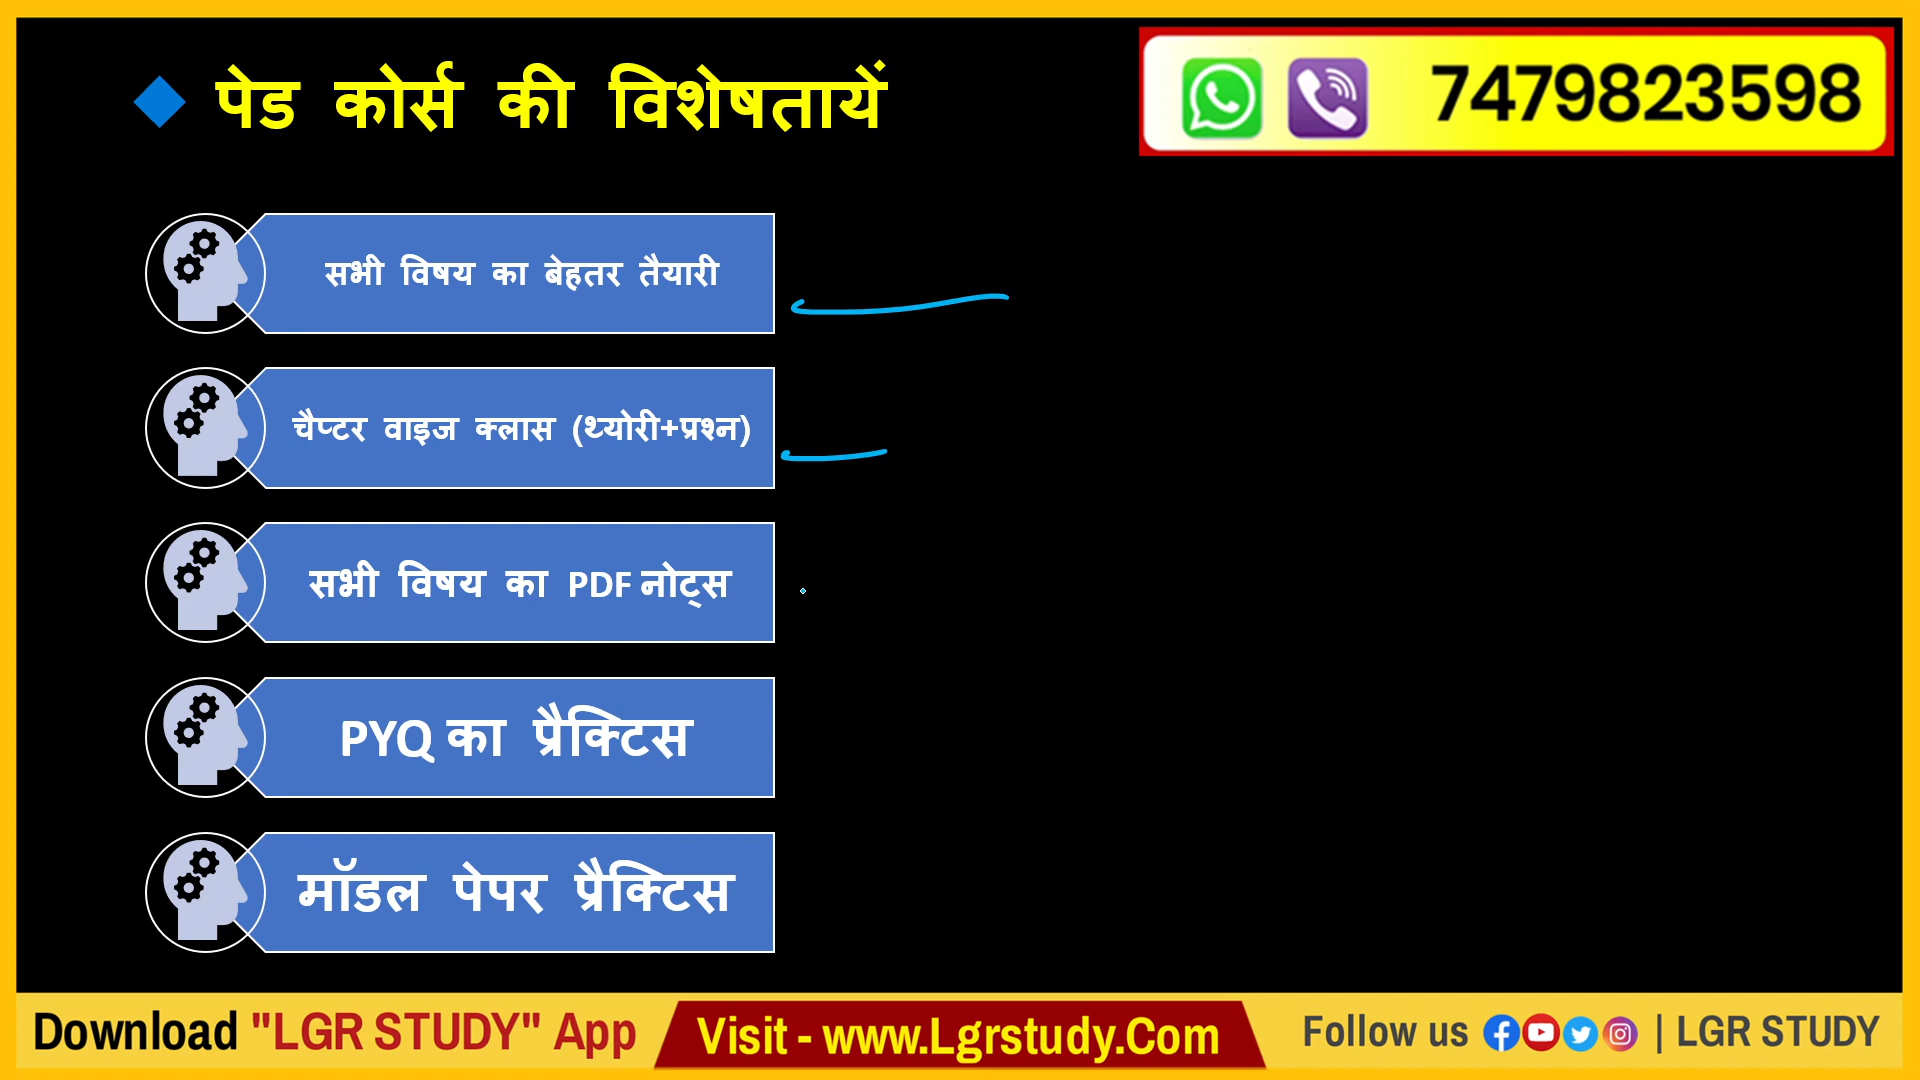 पेड कोर्स की विशेषतायें
7479823598
सभी विषय का बेहतर तैयारी
चैप्टर वाइज क्लास (थ्योरी+प्रश्न)
सभी विषय का PDF नोट्स
PYQ का प्रैक्टिस
मॉडल पेपर प्रैक्टिस
Download "LGR STUDY" App
Visit - www.Lgrstudy.Com
Follow us | LGR STUDY